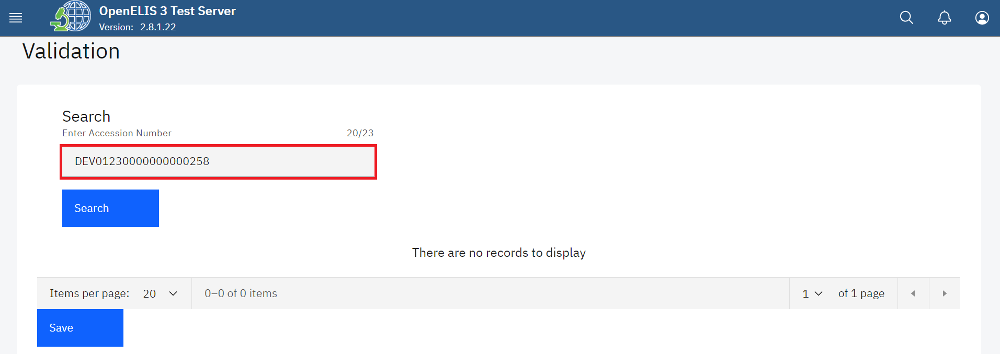 OpenELIS 3 Test Server
Version: 2.8.1.22
Validation
Search
Enter Accession Number 20/23
DEV01230000000000258
Search
There are no records to display
Items per page: 20 0–0 of 0 items 1 of 1 page
Save